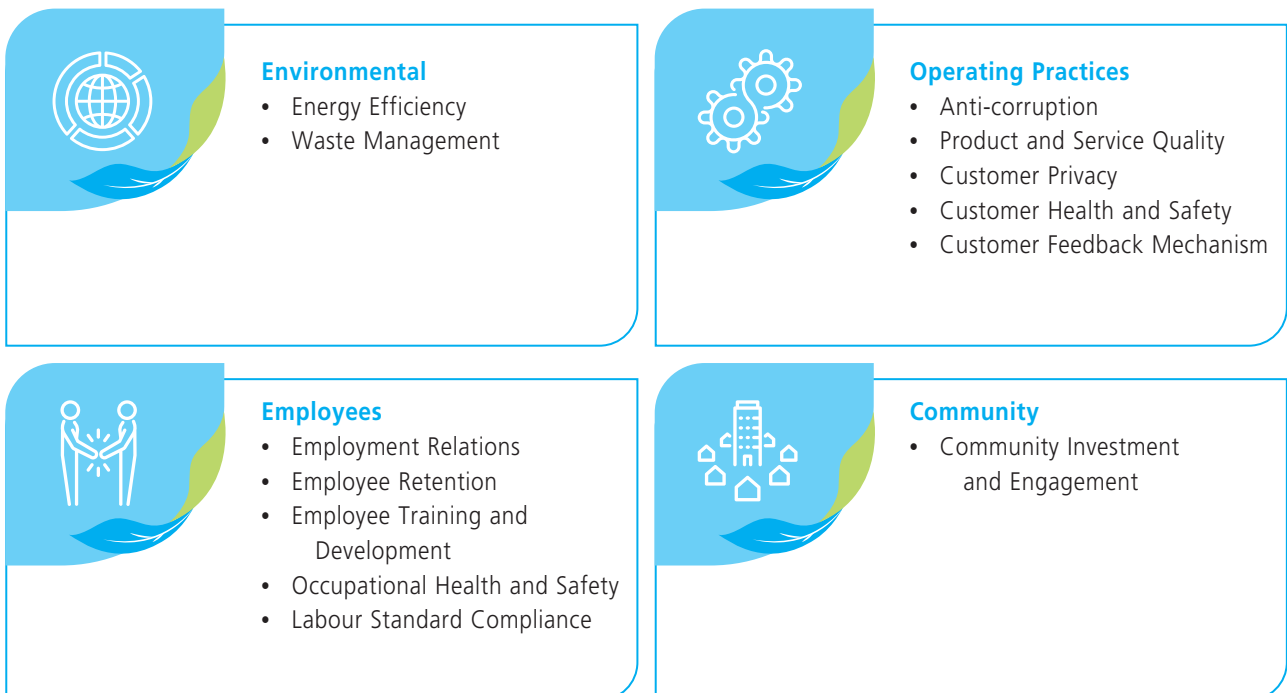 Environmental
• Energy Efficiency
• Waste Management
Operating Practices
• Anti-corruption
• Product and Service Quality
• Customer Privacy
• Customer Health and Safety
• Customer Feedback Mechanism
Employees
• Employment Relations
• Employee Retention
• Employee Training and
Development
• Occupational Health and Safety
• Labour Standard Compliance
Community
• Community Investment
and Engagement